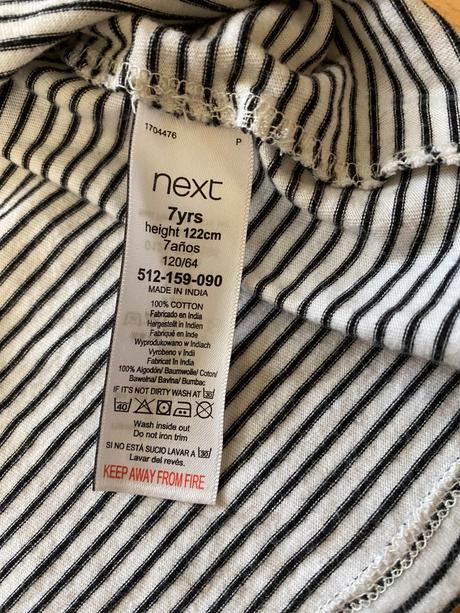 1704476 P
next
7yrs
height 122cm
7años
120/64
512-159-090
MADE IN INDIA
100% COTTON
Fabricado en India
Hergestellt in Indien
Fabriqué en Inde
Wyprodukowano w Indiach
Vyrobeno v Indii
Fabricat în India
100% Algodón/ Baumwolle/ Coton/
Bawełna/ Bavlna/ Bumbac
IF IT'S NOT DIRTY WASH AT 30
40
Wash inside out
Do not iron trim
SI NO ESTÁ SUCIO LAVAR A 30
Lavar del revés.
KEEP AWAY FROM FIRE